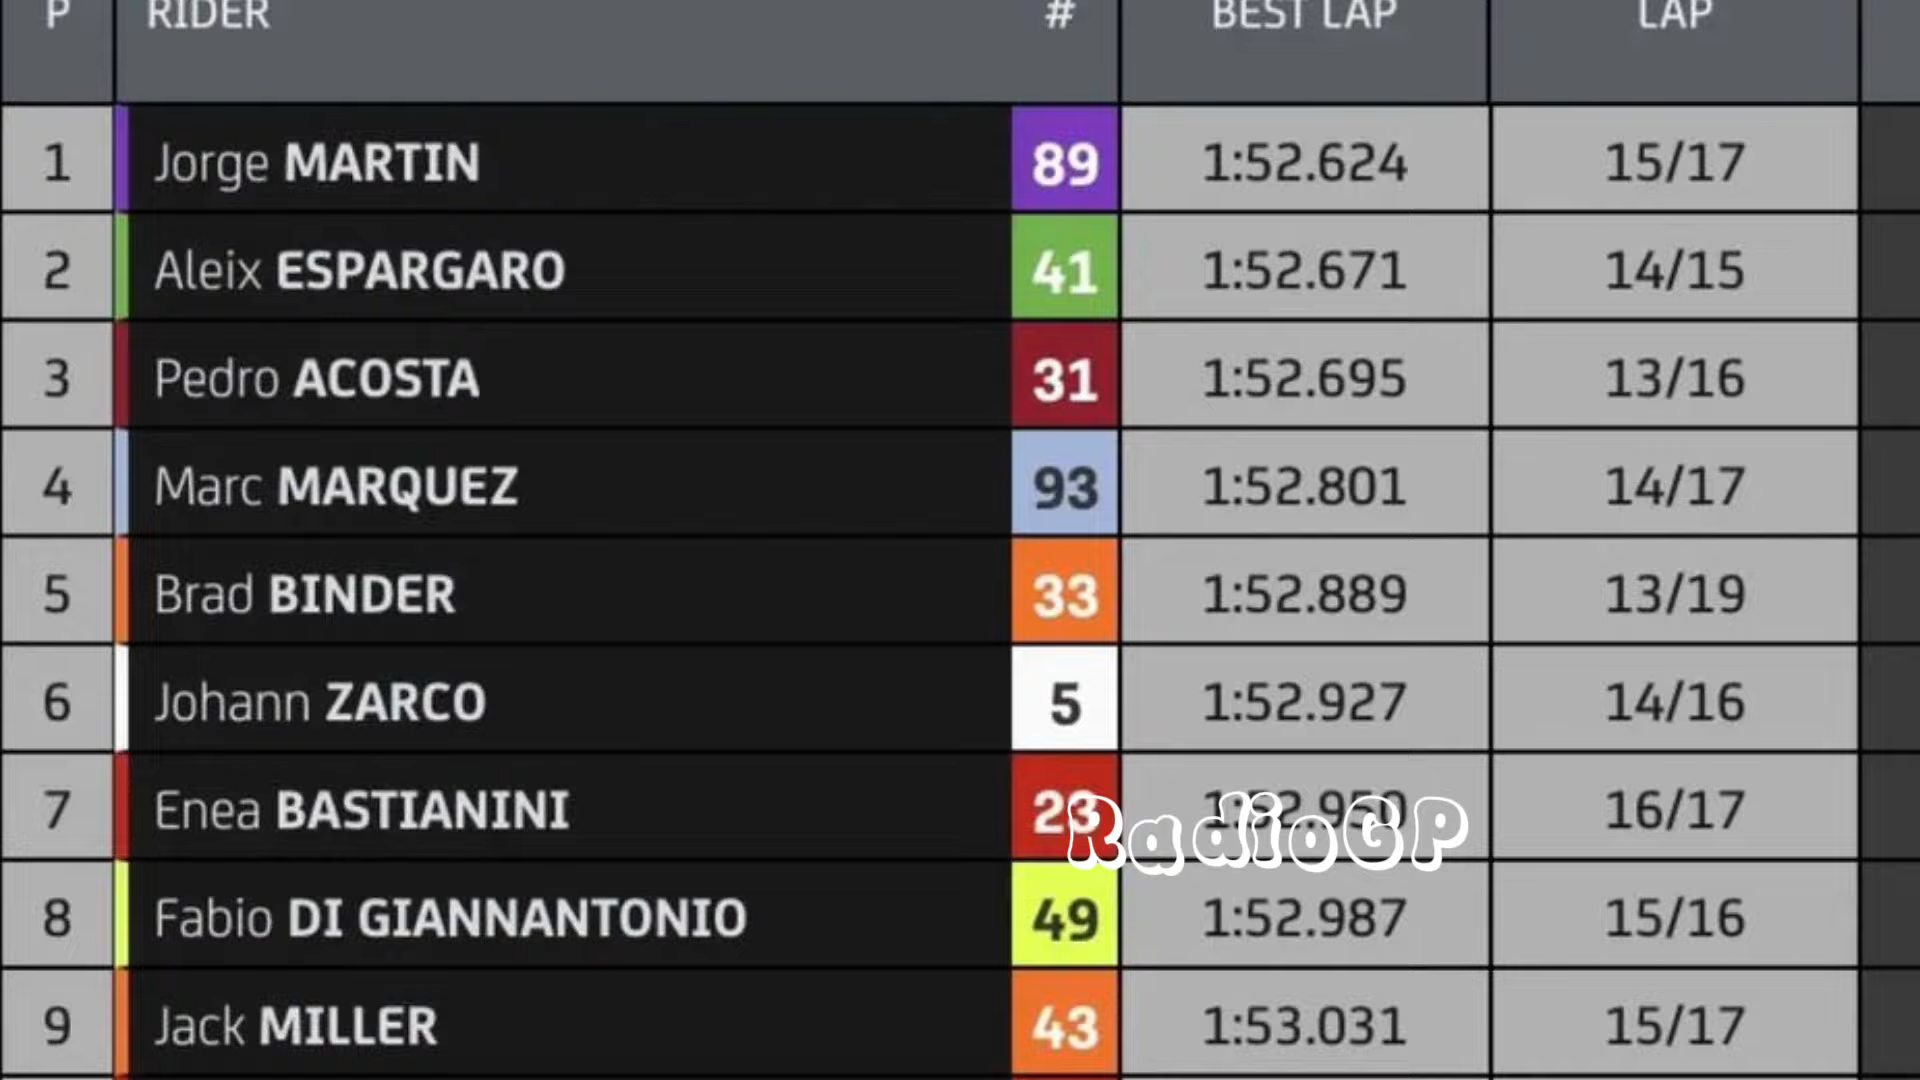 P RIDER # BEST LAP LAP
1 Jorge MARTIN 89 1:52.624 15/17
2 Aleix ESPARGARO 41 1:52.671 14/15
3 Pedro ACOSTA 31 1:52.695 13/16
4 Marc MARQUEZ 93 1:52.801 14/17
5 Brad BINDER 33 1:52.889 13/19
6 Johann ZARCO 5 1:52.927 14/16
7 Enea BASTIANINI 23 1:52.950 16/17
RadioGP
8 Fabio DI GIANNANTONIO 49 1:52.987 15/16
9 Jack MILLER 43 1:53.031 15/17